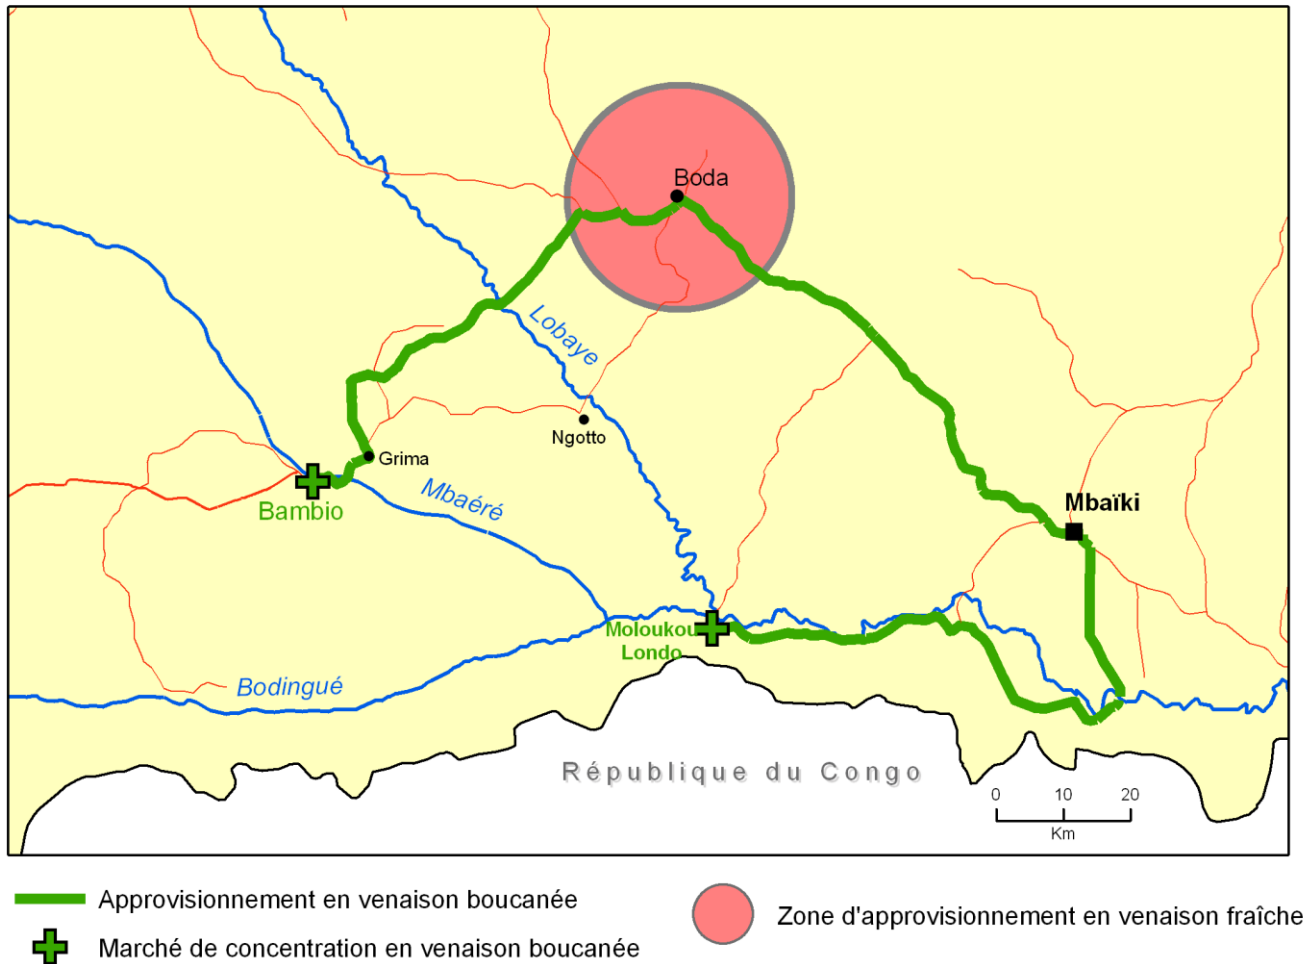 Boda
Lobaye
Ngotto
Grima
Mbaéré
Bambio
Mbaïki
Moloukou
Londo
Bodingué
République du Congo
0 10 20
Km
Approvisionnement en venaison boucanée
Marché de concentration en venaison boucanée
Zone d'approvisionnement en venaison fraîche